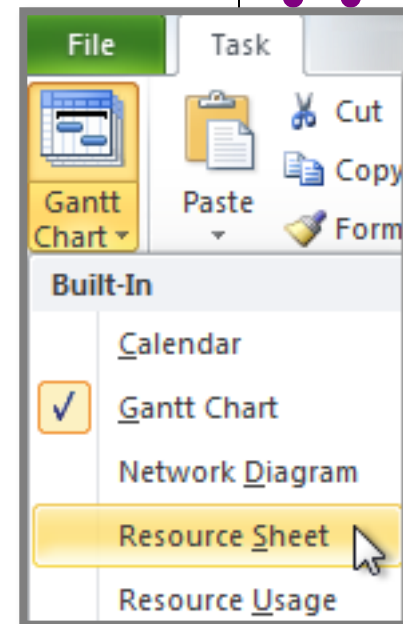 File Task
Cut
Copy
Paste
Form
Gantt
Chart
Built-In
Calendar
Gantt Chart
Network Diagram
Resource Sheet
Resource Usage